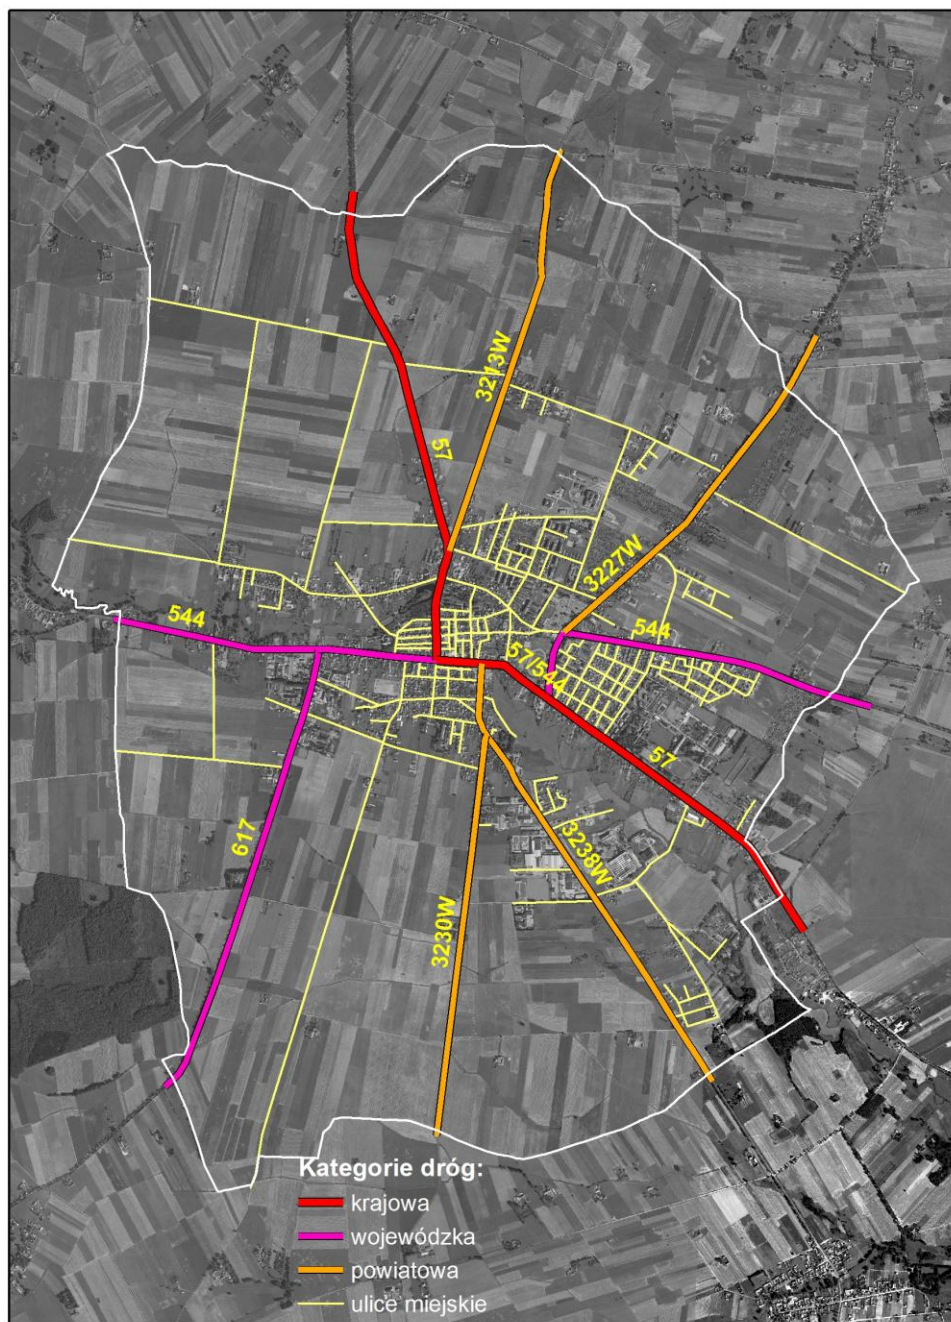 3213W
57
3227W
544
544
57/544
57
617
3238W
3230W
Kategorie dróg:
krajowa
wojewódzka
powiatowa
ulice miejskie